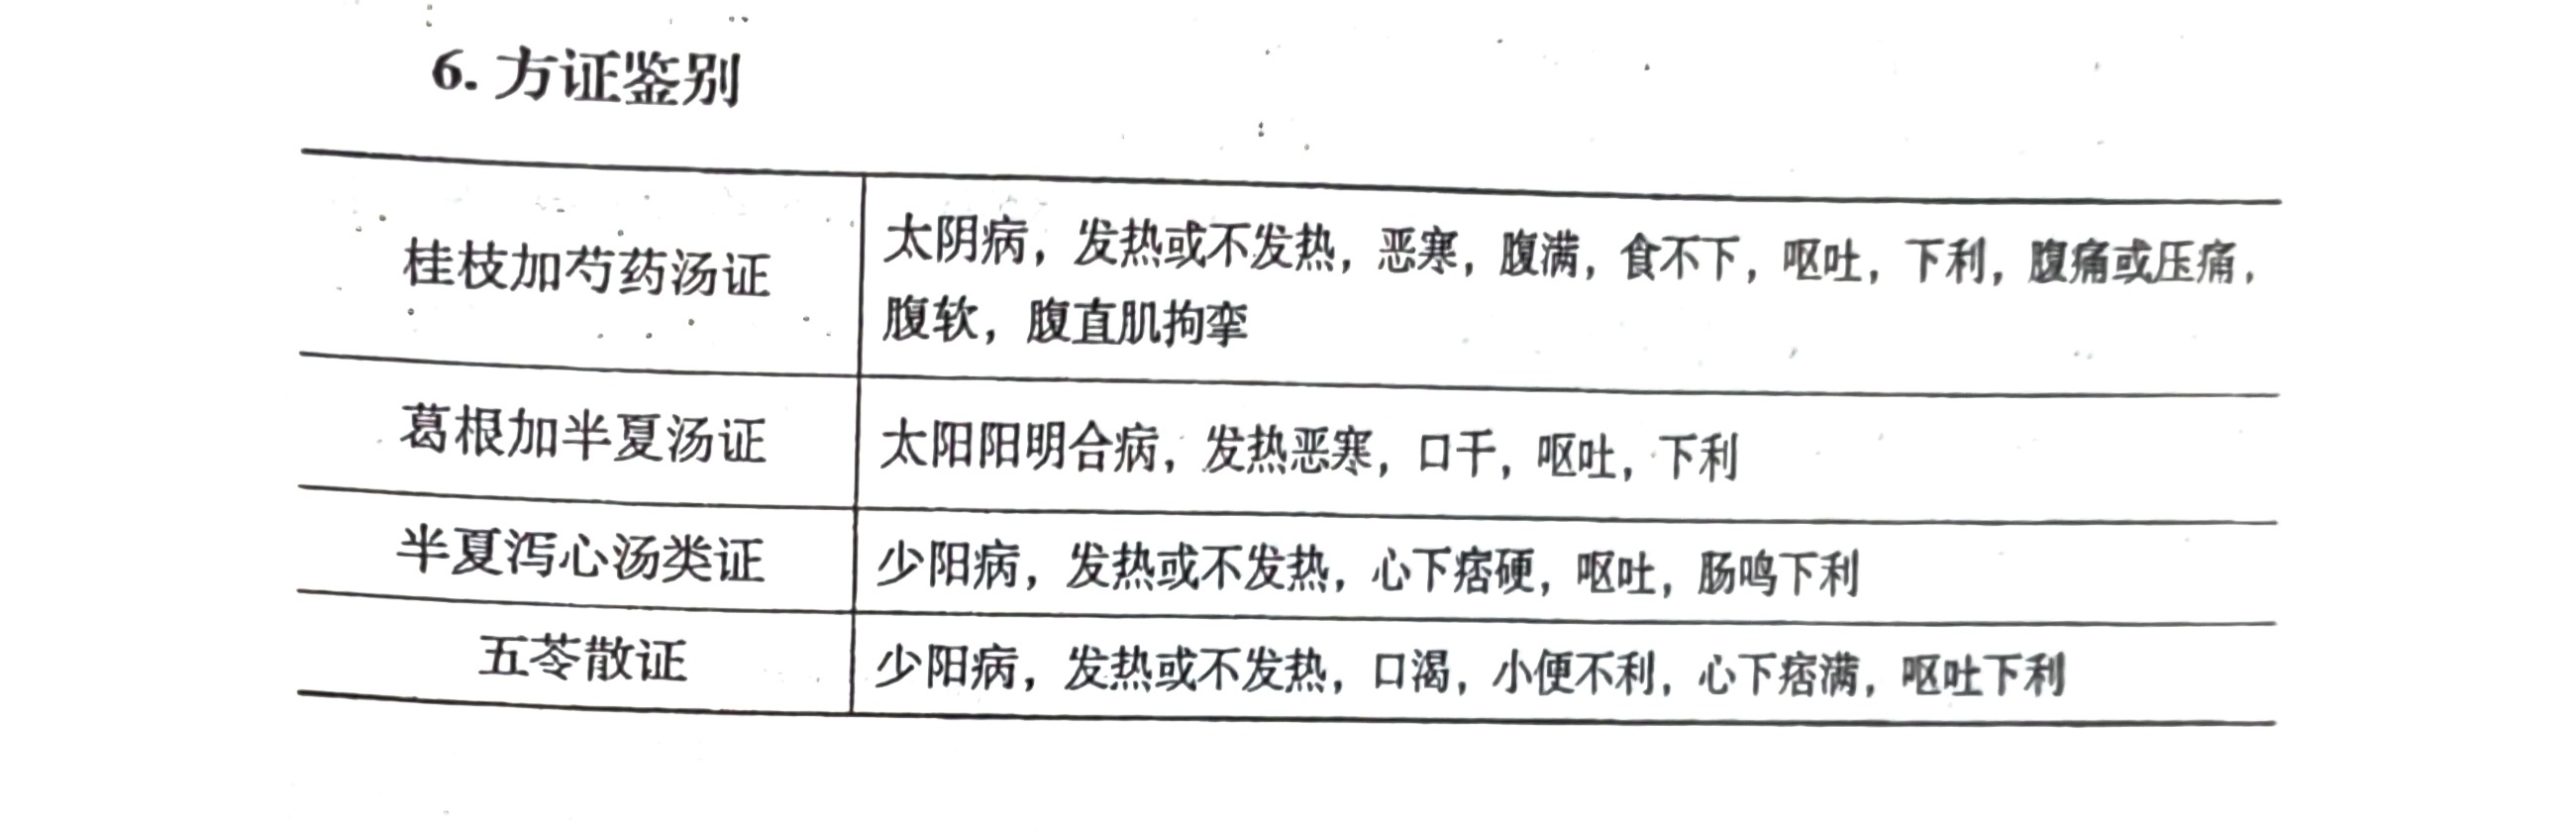 6. 方证鉴别
桂枝加芍药汤证
太阴病，发热或不发热，恶寒，腹满，食不下，呕吐，下利，腹痛或压痛，
腹软，腹直肌拘挛
葛根加半夏汤证
太阳阳明合病，发热恶寒，口干，呕吐，下利
半夏泻心汤类证
少阳病，发热或不发热，心下痞硬，呕吐，肠鸣下利
五苓散证
少阳病，发热或不发热，口渴，小便不利，心下痞满，呕吐下利